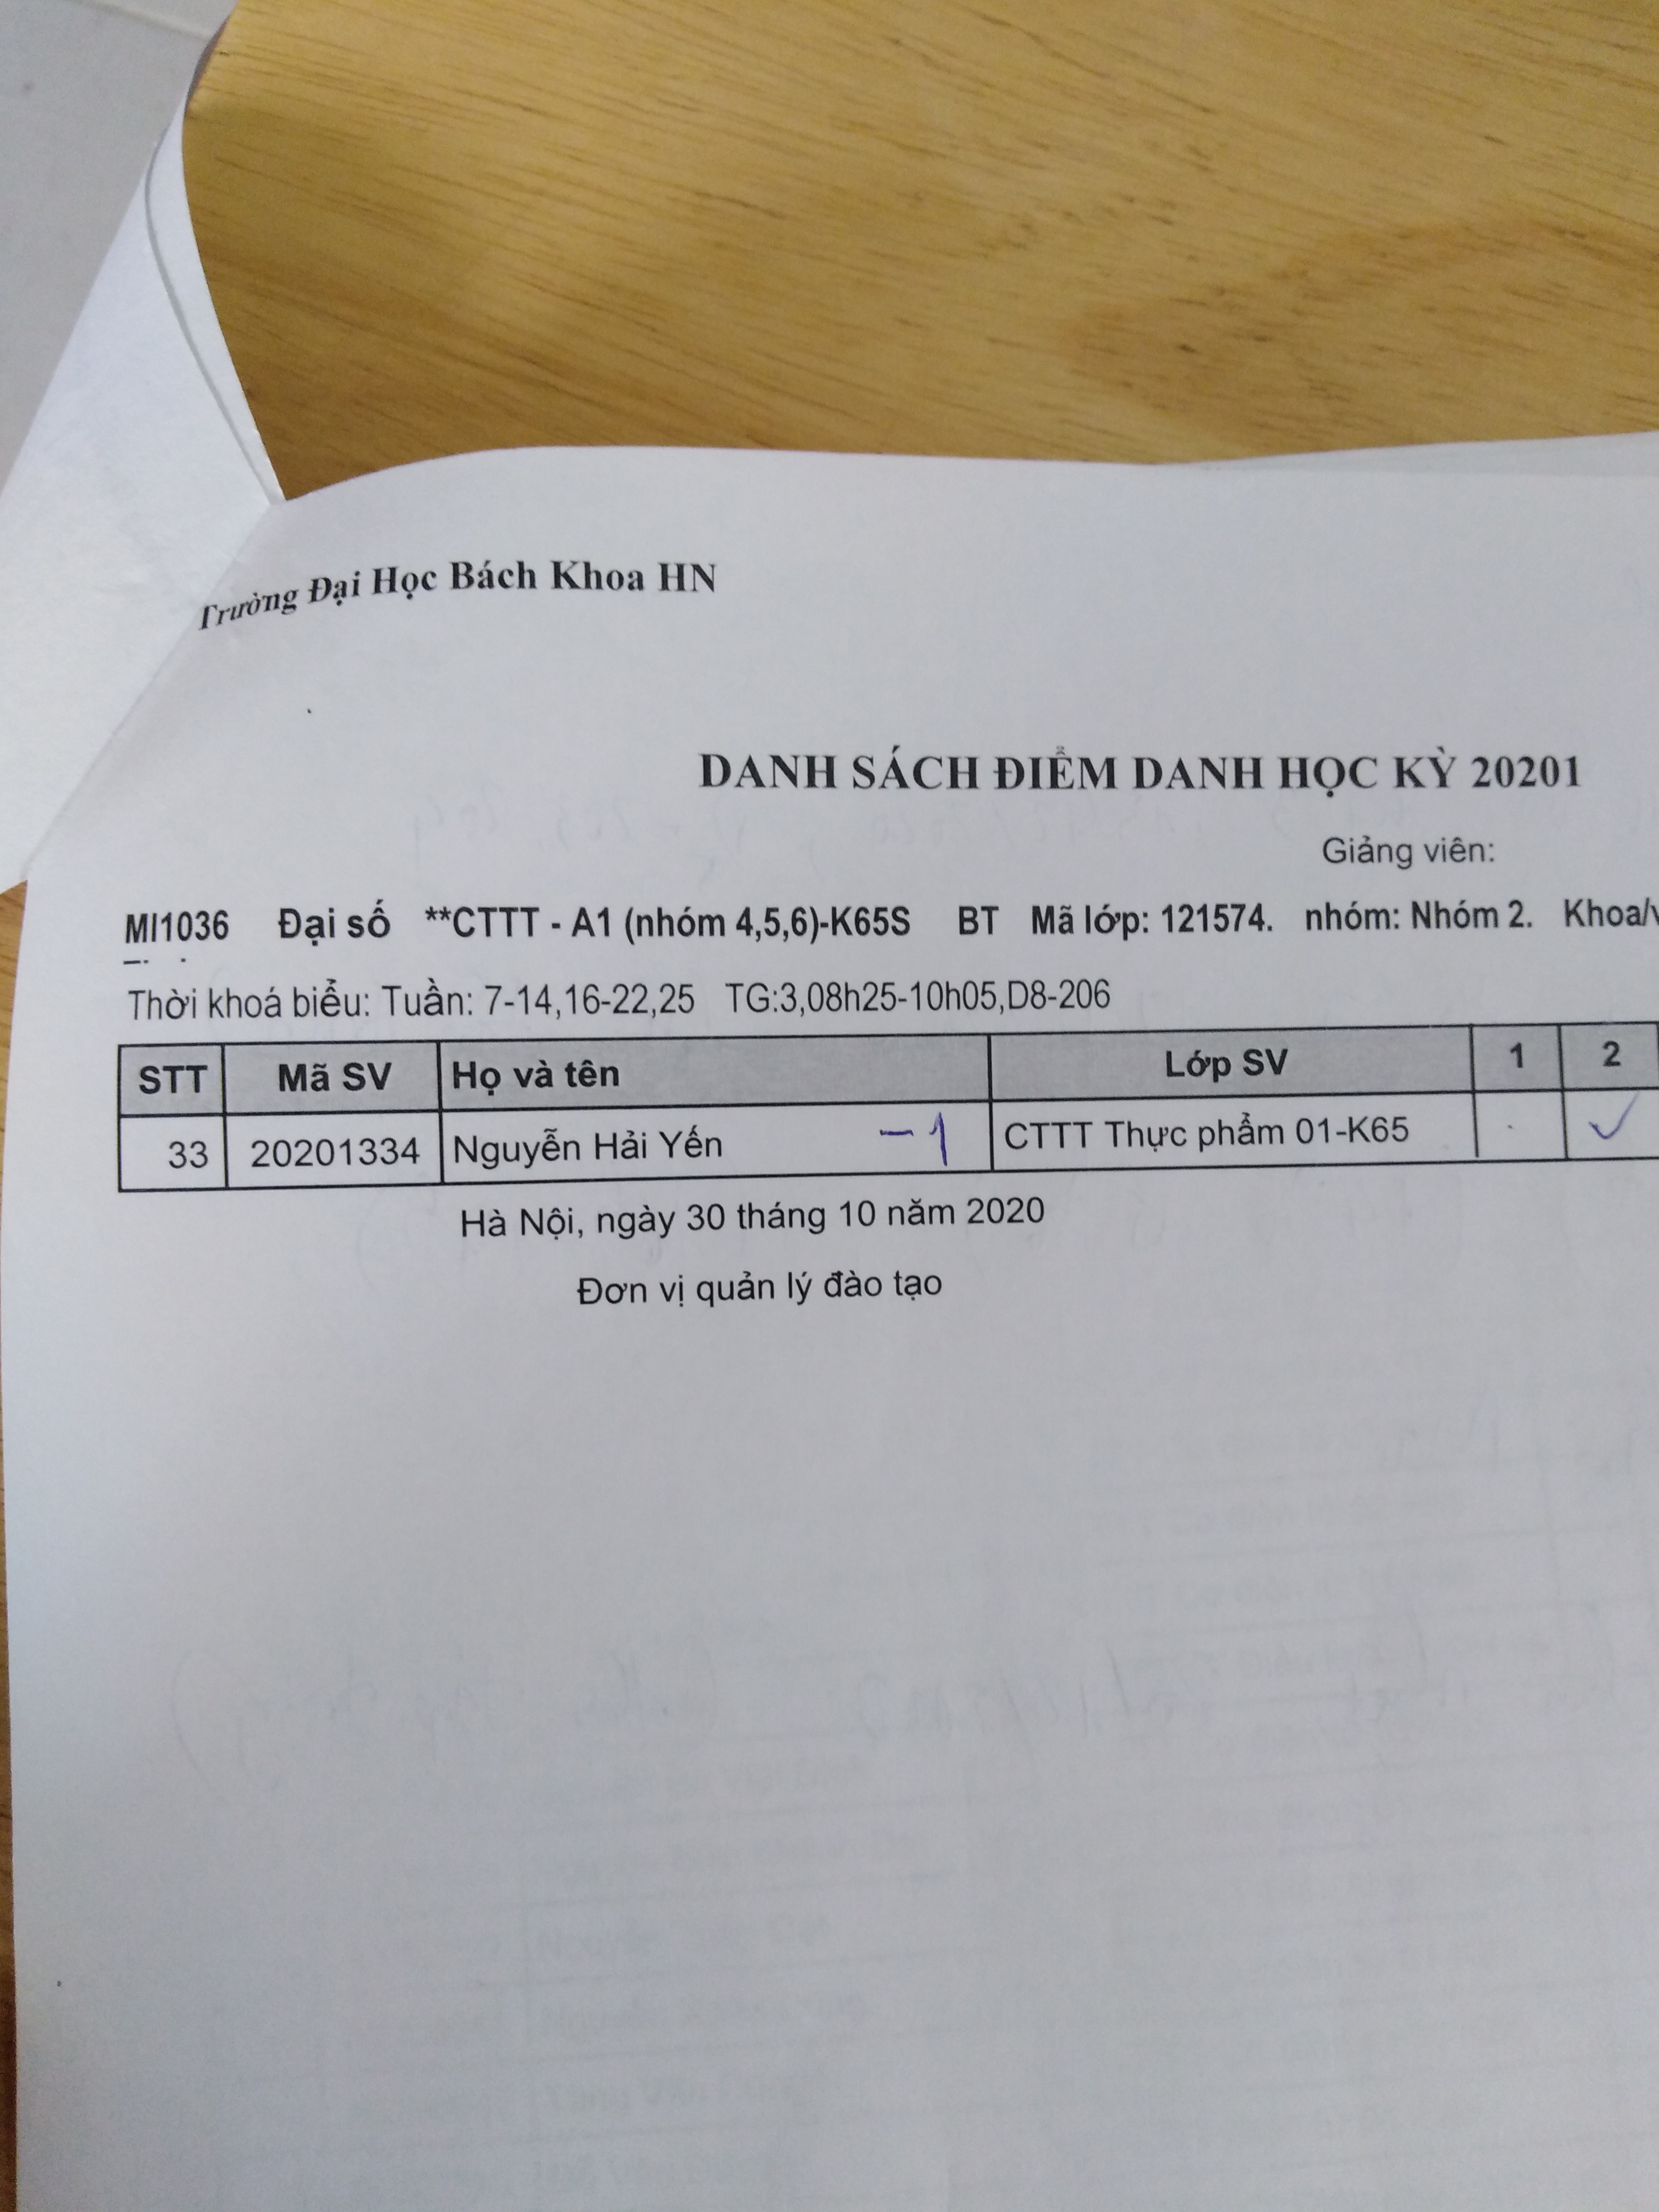 Trường Đại Học Bách Khoa HN
DANH SÁCH ĐIỂM DANH HỌC KỲ 20201
Giảng viên:
MI1036 Đại số **CTTT - A1 (nhóm 4,5,6)-K65S BT Mã lớp: 121574. nhóm: Nhóm 2. Khoa/v
Thời khoá biểu: Tuần: 7-14,16-22,25 TG:3,08h25-10h05,D8-206
STT Mã SV Họ và tên Lớp SV 1 2
33 20201334 Nguyễn Hải Yến -1 CTTT Thực phẩm 01-K65 . ✓
Hà Nội, ngày 30 tháng 10 năm 2020
Đơn vị quản lý đào tạo